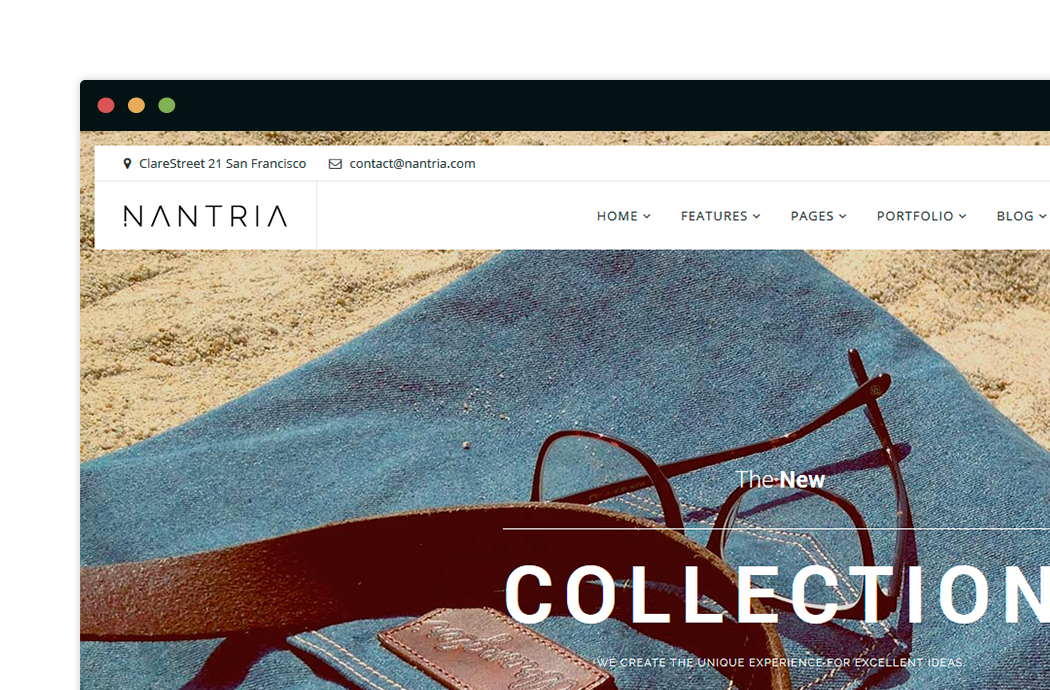 ClareStreet 21 San Francisco contact@nantria.com
NANTRIA
HOME FEATURES PAGES PORTFOLIO BLOG
The New
COLLECTION
WE CREATE THE UNIQUE EXPERIENCE FOR EXCELLENT IDEAS.